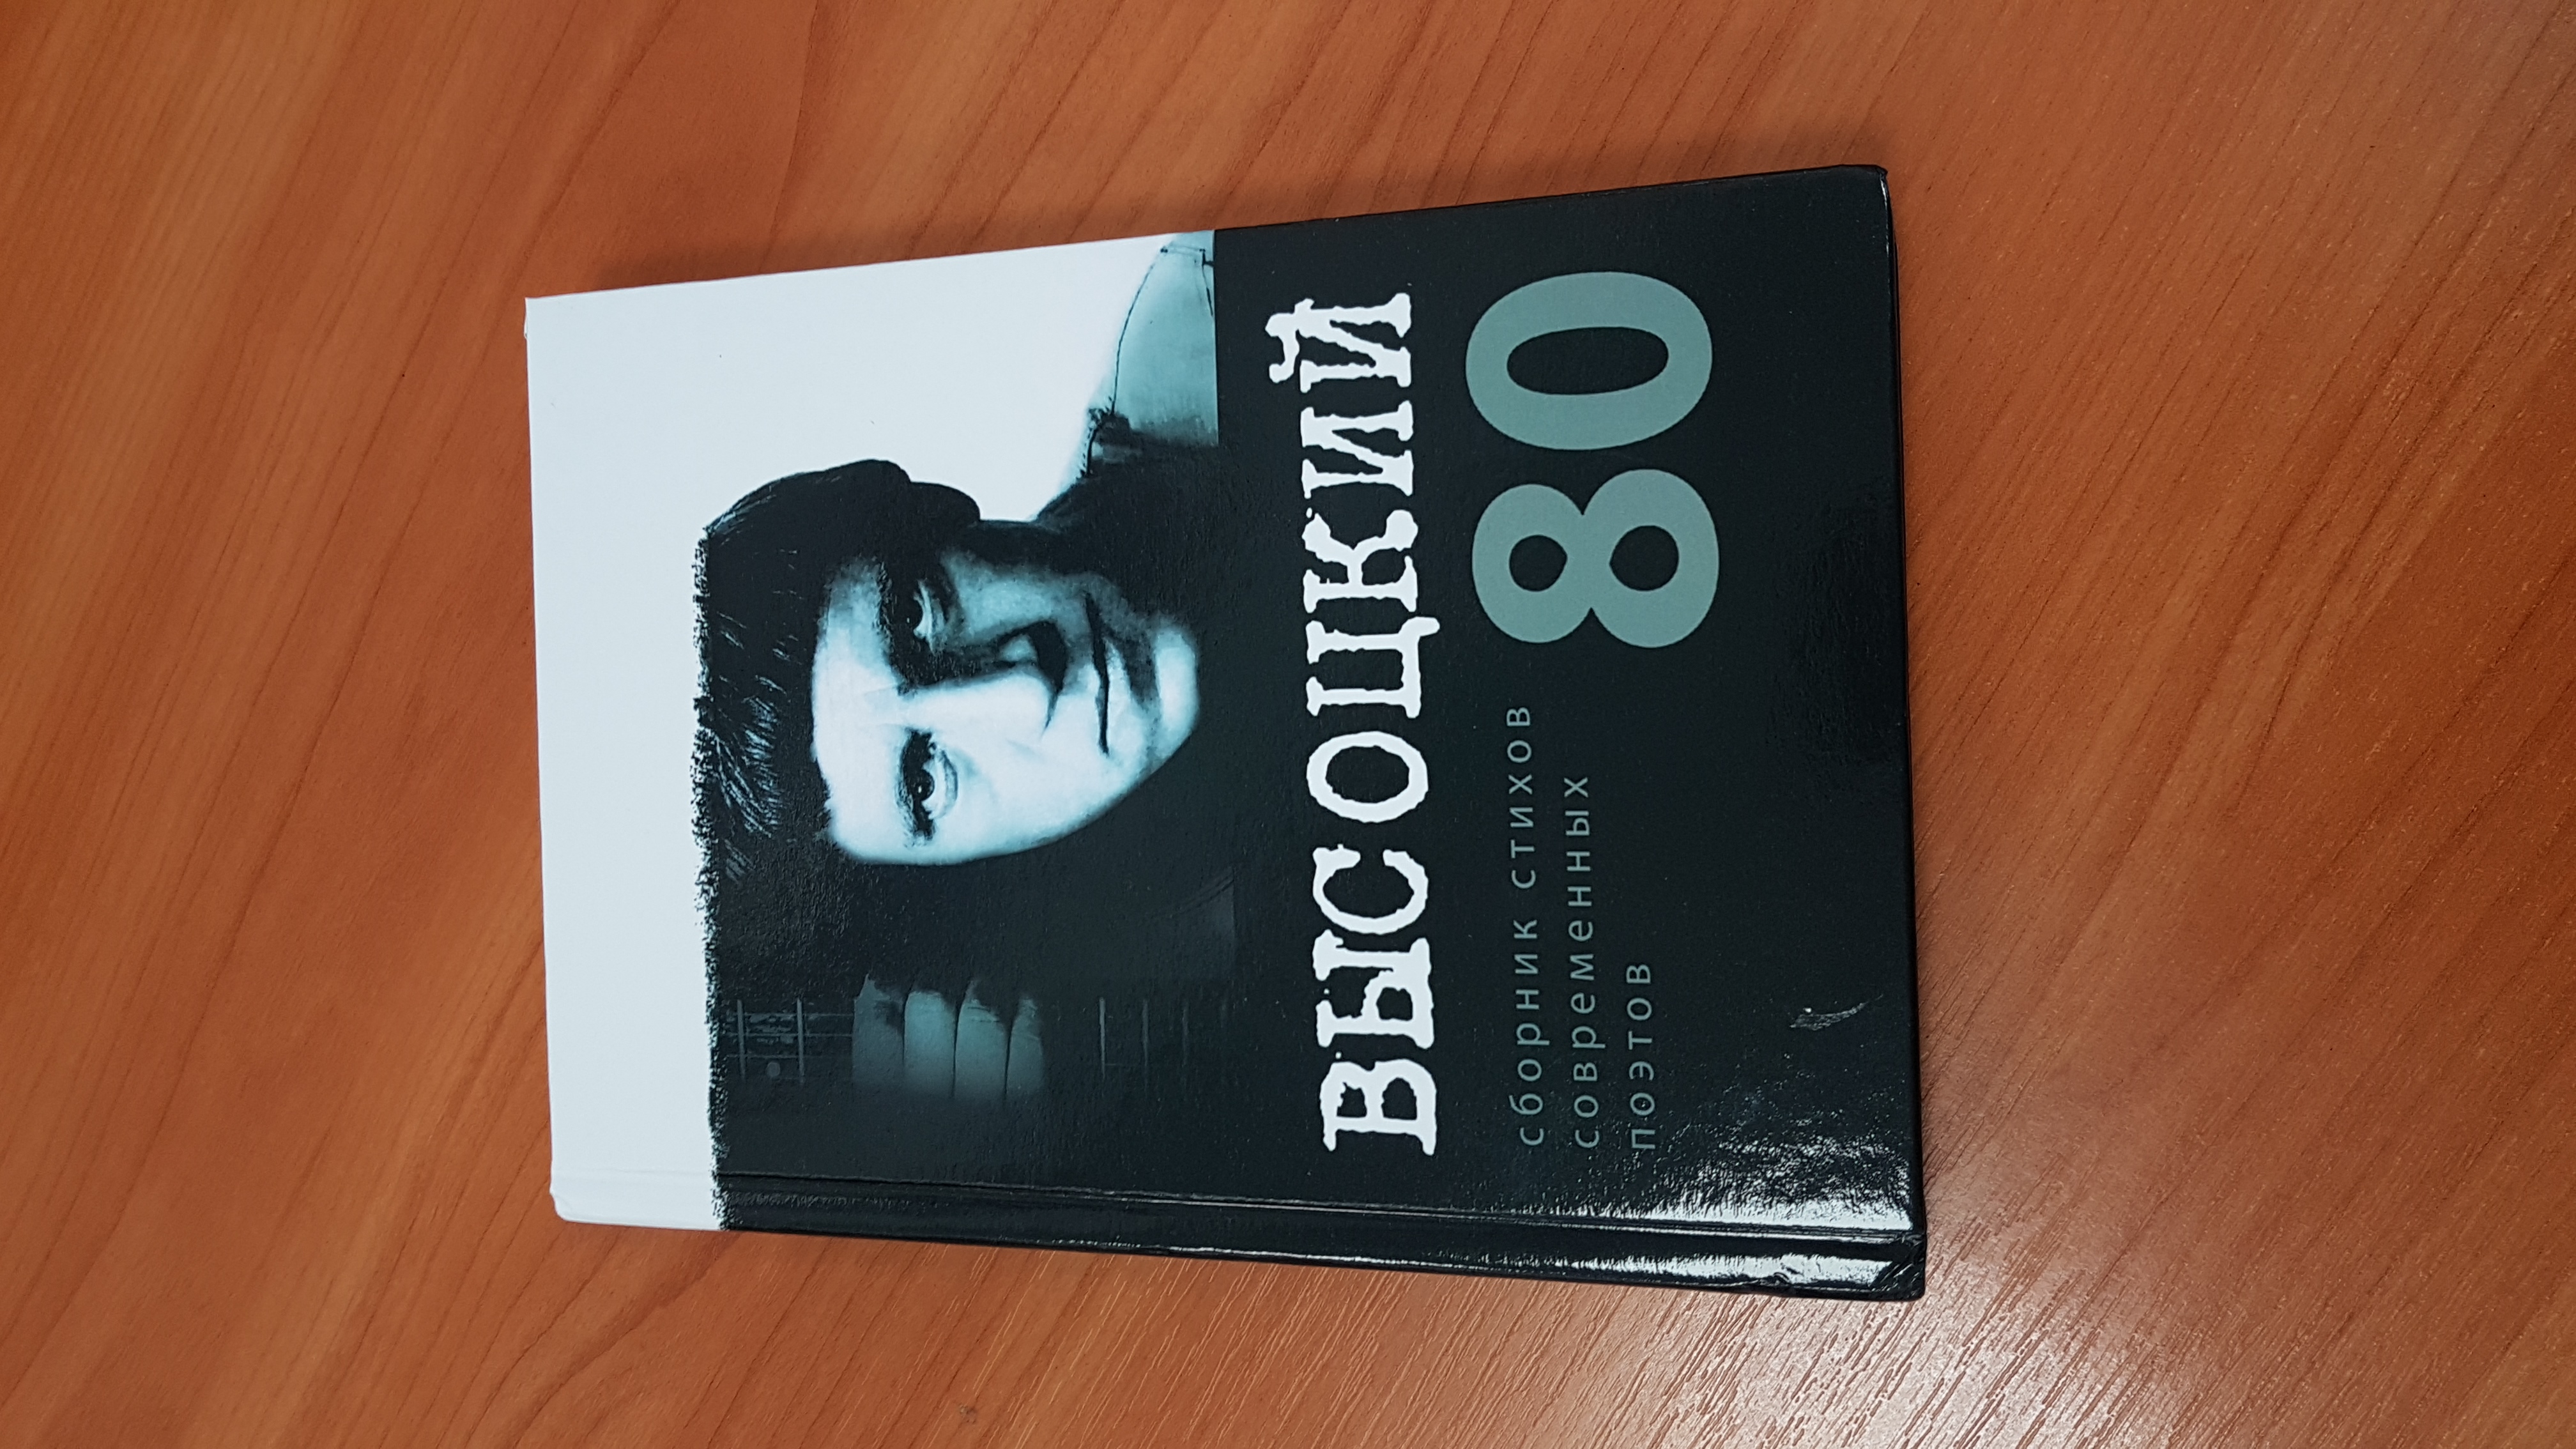 ВЫСОЦКИЙ
80
сборник стихов
современных
поэтов